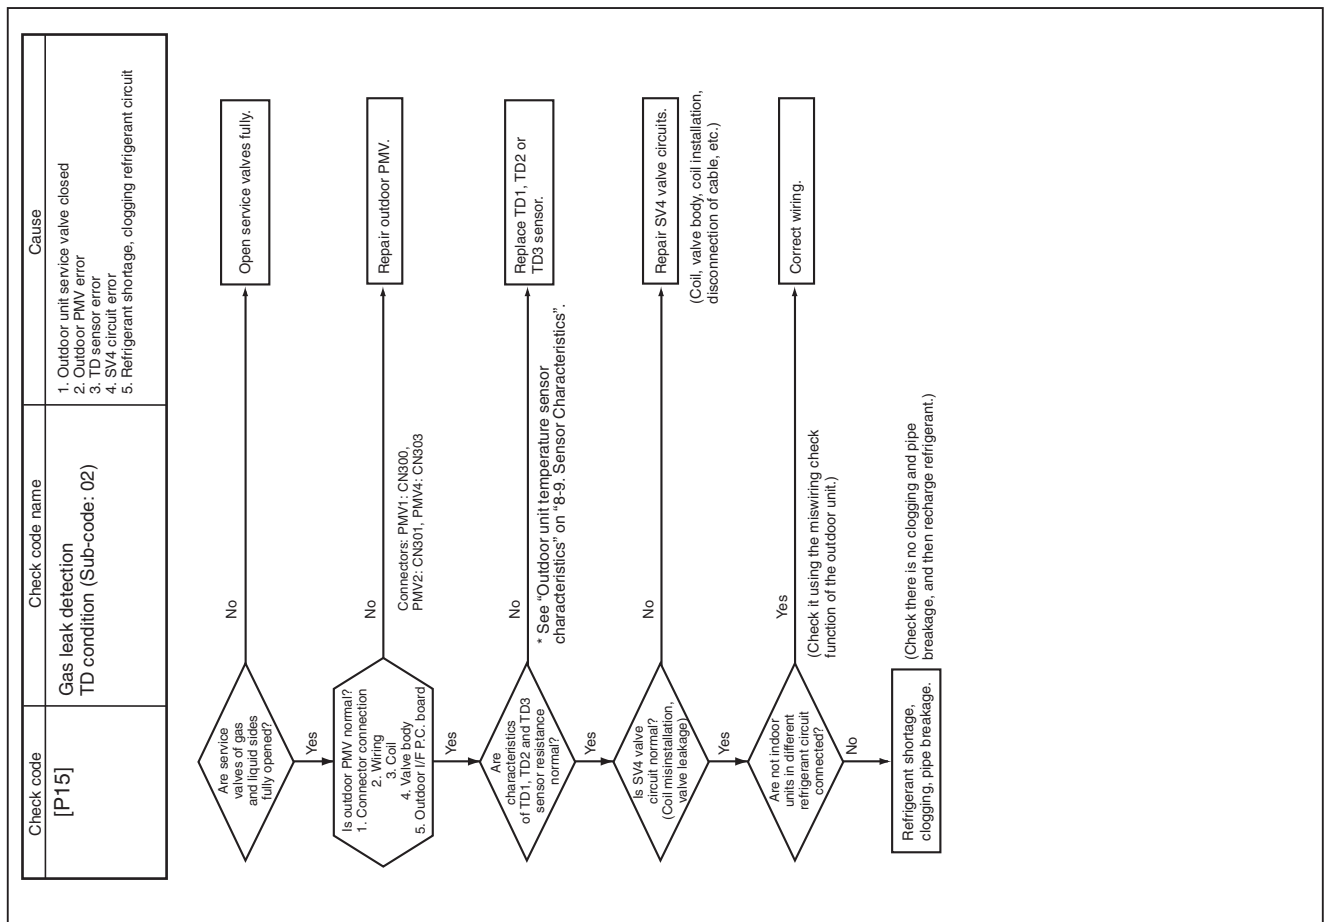 Check code
Check code name
Cause
[P15]
Gas leak detection
TD condition (Sub-code: 02)
1. Outdoor unit service valve closed
2. Outdoor PMV error
3. TD sensor error
4. SV4 circuit error
5. Refrigerant shortage, clogging refrigerant circuit
Are service
valves of gas
and liquid sides
fully opened?
No
Open service valves fully.
Yes
Is outdoor PMV normal?
1. Connector connection
2. Wiring
3. Coil
4. Valve body
5. Outdoor I/F P.C. board
No
Repair outdoor PMV.
Connectors: PMV1: CN300,
PMV2: CN301, PMV4: CN303
Yes
Are
characteristics
of TD1, TD2 and TD3
sensor resistance
normal?
No
Replace TD1, TD2 or
TD3 sensor.
* See “Outdoor unit temperature sensor
characteristics” on “8-9. Sensor Characteristics”.
Yes
Is SV4 valve
circuit normal?
(Coil misinstallation,
valve leakage)
No
Repair SV4 valve circuits.
(Coil, valve body, coil installation,
disconnection of cable, etc.)
Yes
Are not indoor
units in different
refrigerant circuit
connected?
Yes
Correct wiring.
(Check it using the miswiring check
function of the outdoor unit.)
No
Refrigerant shortage,
clogging, pipe breakage.
(Check there is no clogging and pipe
breakage, and then recharge refrigerant.)